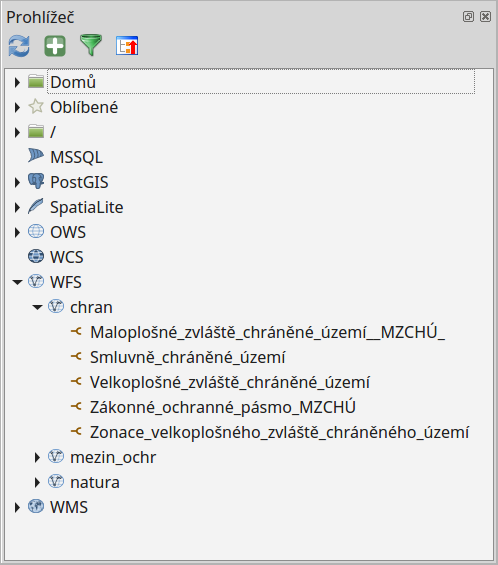 Prohlížeč
Domů
Oblíbené
/
MSSQL
PostGIS
SpatiaLite
OWS
WCS
WFS
chran
Maloplošné_zvláště_chráněné_území__MZCHÚ_
Smluvně_chráněné_území
Velkoplošné_zvláště_chráněné_území
Zákonné_ochranné_pásmo_MZCHÚ
Zonace_velkoplošného_zvláště_chráněného_území
mezin_ochr
natura
WMS